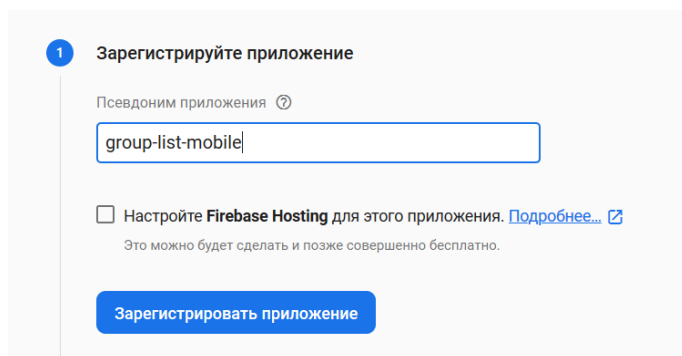 1 Зарегистрируйте приложение
Псевдоним приложения ?
group-list-mobile
Настройте Firebase Hosting для этого приложения. Подробнее...
Это можно будет сделать и позже совершенно бесплатно.
Зарегистрировать приложение